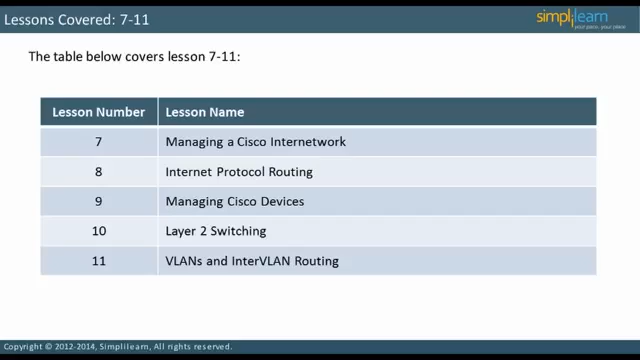 Lessons Covered: 7-11
simplilearn
The table below covers lesson 7-11:
Lesson Number Lesson Name
7 Managing a Cisco Internetwork
8 Internet Protocol Routing
9 Managing Cisco Devices
10 Layer 2 Switching
11 VLANs and InterVLAN Routing
Copyright © 2012-2014, Simplilearn, All rights reserved.